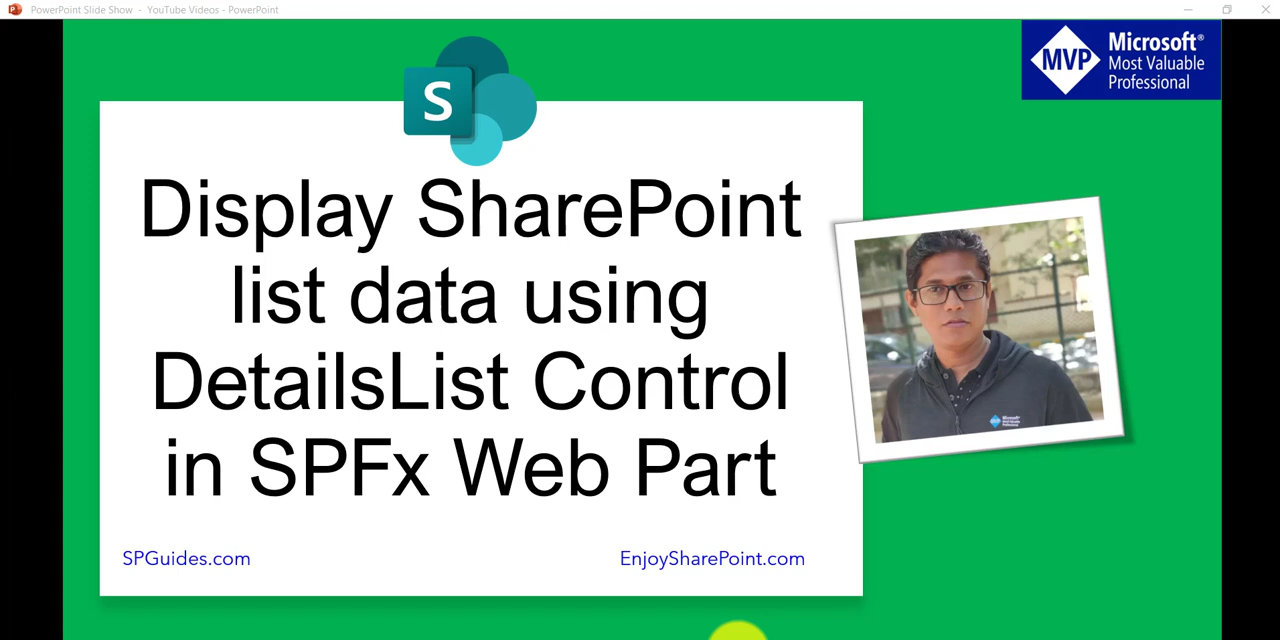 PowerPoint Slide Show - YouTube Videos - PowerPoint
MVP
Microsoft®
Most Valuable
Professional
S
Display SharePoint
list data using
DetailsList Control
in SPFx Web Part
SPGuides.com
EnjoySharePoint.com